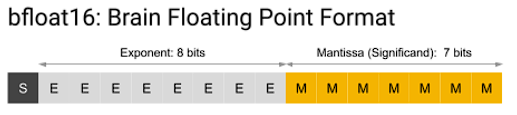 bfloat16: Brain Floating Point Format
Exponent: 8 bits Mantissa (Significand): 7 bits
S E E E E E E E E M M M M M M M